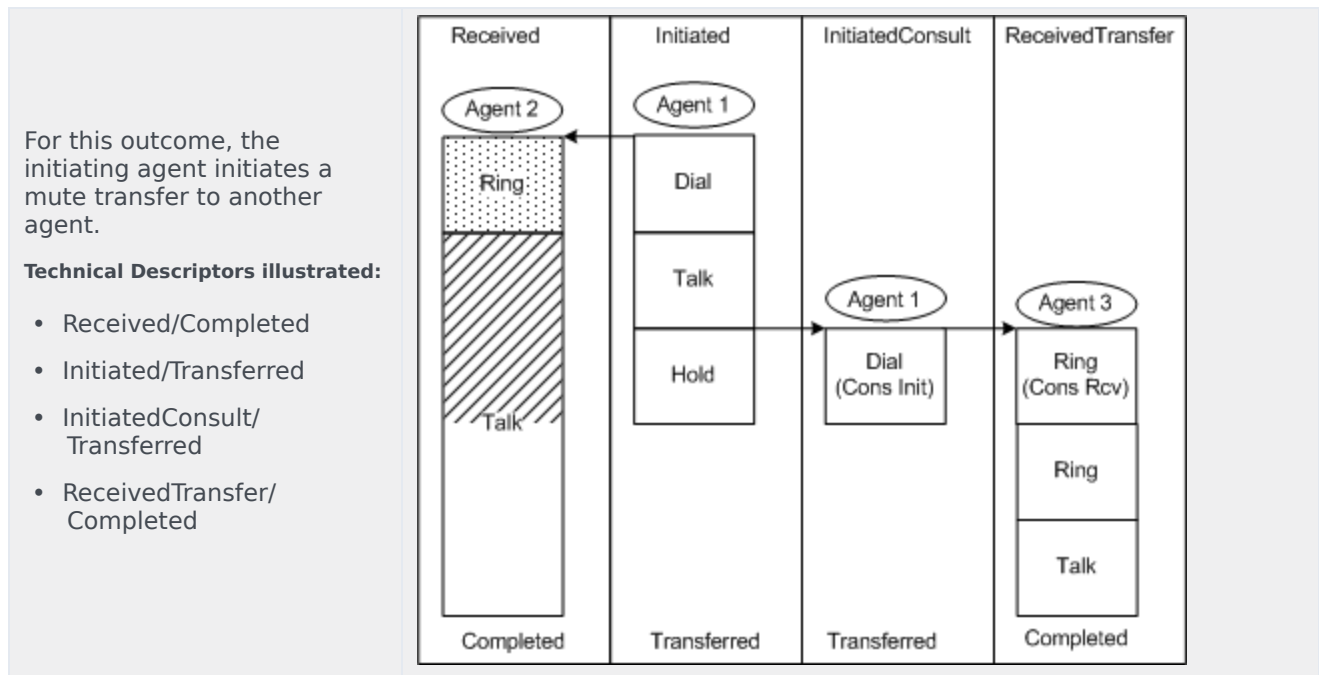 For this outcome, the
initiating agent initiates a
mute transfer to another
agent.
Technical Descriptors illustrated:
• Received/Completed
• Initiated/Transferred
• InitiatedConsult/
Transferred
• ReceivedTransfer/
Completed
Received
Initiated
InitiatedConsult
ReceivedTransfer
Agent 2
Agent 1
Ring
Dial
Talk
Agent 1
Agent 3
Hold
Dial
(Cons Init)
Ring
(Cons Rcv)
Talk
Ring
Talk
Completed
Transferred
Transferred
Completed